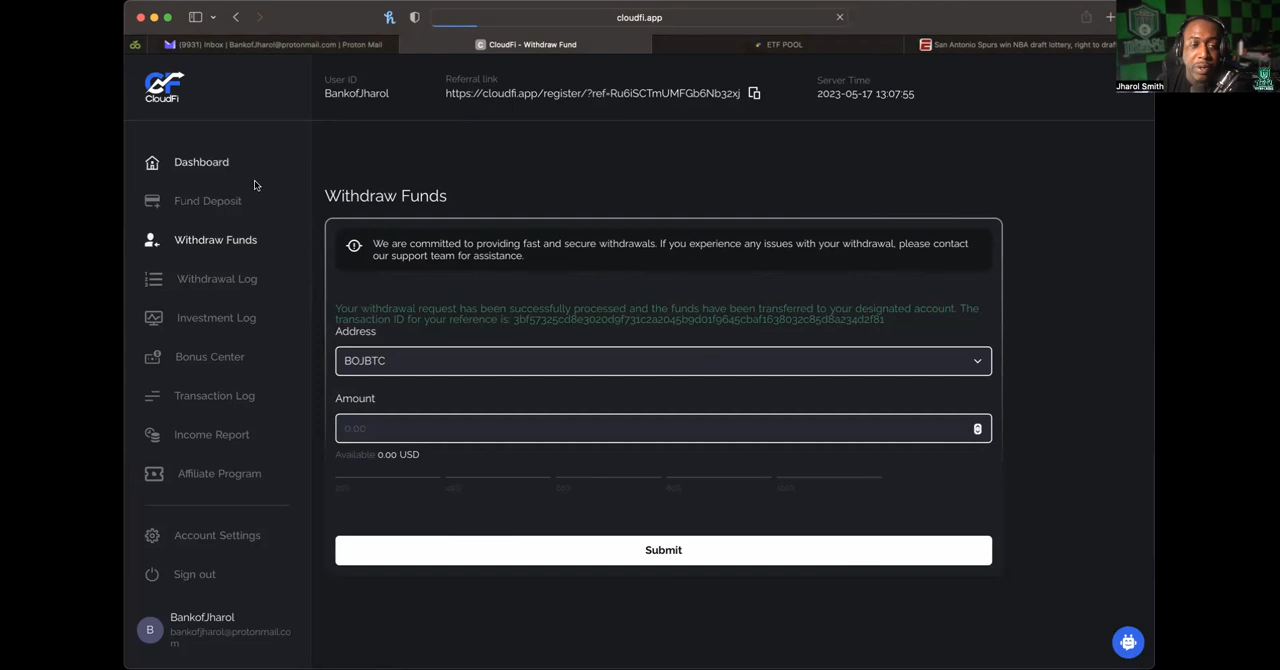 cloudfi.app
(9931) Inbox | BankofJharol@protonmail.com | Proton Mail
CloudFi - Withdraw Fund
ETF POOL
San Antonio Spurs win NBA draft lottery, right to draf
Jharol Smith
CF
CloudFi
User ID
BankofJharol
Referral link
https://cloudfi.app/register/?ref=Ru6iSCTmUMFGb6Nb32xj
Server Time
2023-05-17 13:07:55
Dashboard
Fund Deposit
Withdraw Funds
Withdrawal Log
Investment Log
Bonus Center
Transaction Log
Income Report
Affiliate Program
Account Settings
Sign out
B
BankofJharol
bankofjharol@protonmail.co
m
Withdraw Funds
We are committed to providing fast and secure withdrawals. If you experience any issues with your withdrawal, please contact
our support team for assistance.
Your withdrawal request has been successfully processed and the funds have been transferred to your designated account. The
transaction ID for your reference is: 3bf57325cd8e3020d9f731c2a2045b9d01f9645cbaf1638032c85d8a234d2f81
Address
BOJBTC
Amount
0.00
Available 0.00 USD
Submit